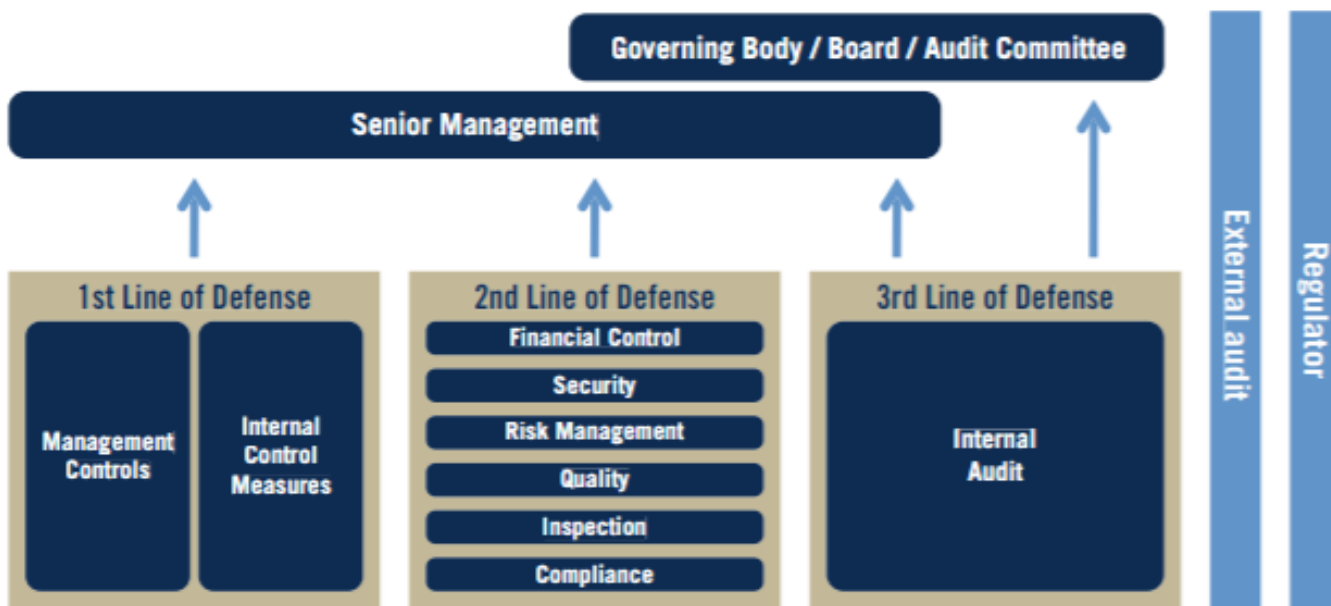 Governing Body / Board / Audit Committee
Senior Management
1st Line of Defense
Management
Controls
Internal
Control
Measures
2nd Line of Defense
Financial Control
Security
Risk Management
Quality
Inspection
Compliance
3rd Line of Defense
Internal
Audit
External audit
Regulator